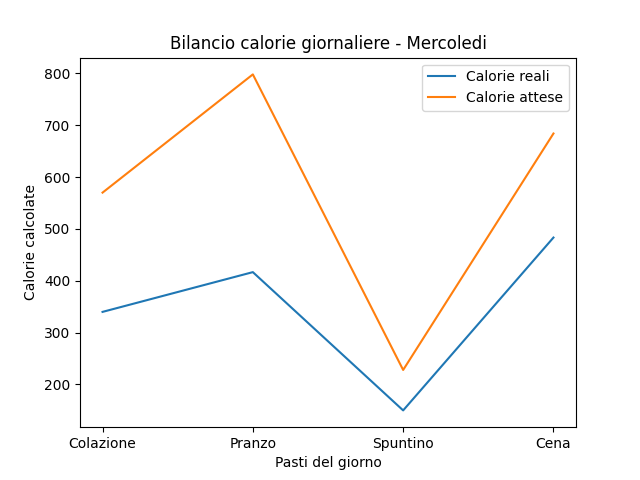 Bilancio calorie giornaliere - Mercoledi
Calorie reali
Calorie attese
Calorie calcolate
800
700
600
500
400
300
200
Colazione Pranzo Spuntino Cena
Pasti del giorno